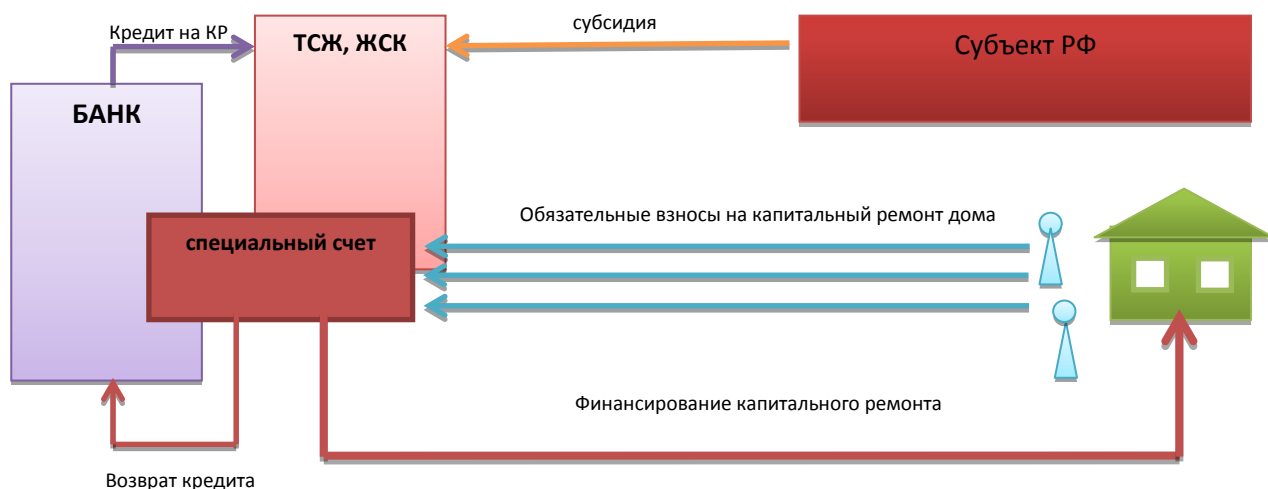 Кредит на КР
ТСЖ, ЖСК
субсидия
Субъект РФ
БАНК
Обязательные взносы на капитальный ремонт дома
специальный счет
Финансирование капитального ремонта
Возврат кредита